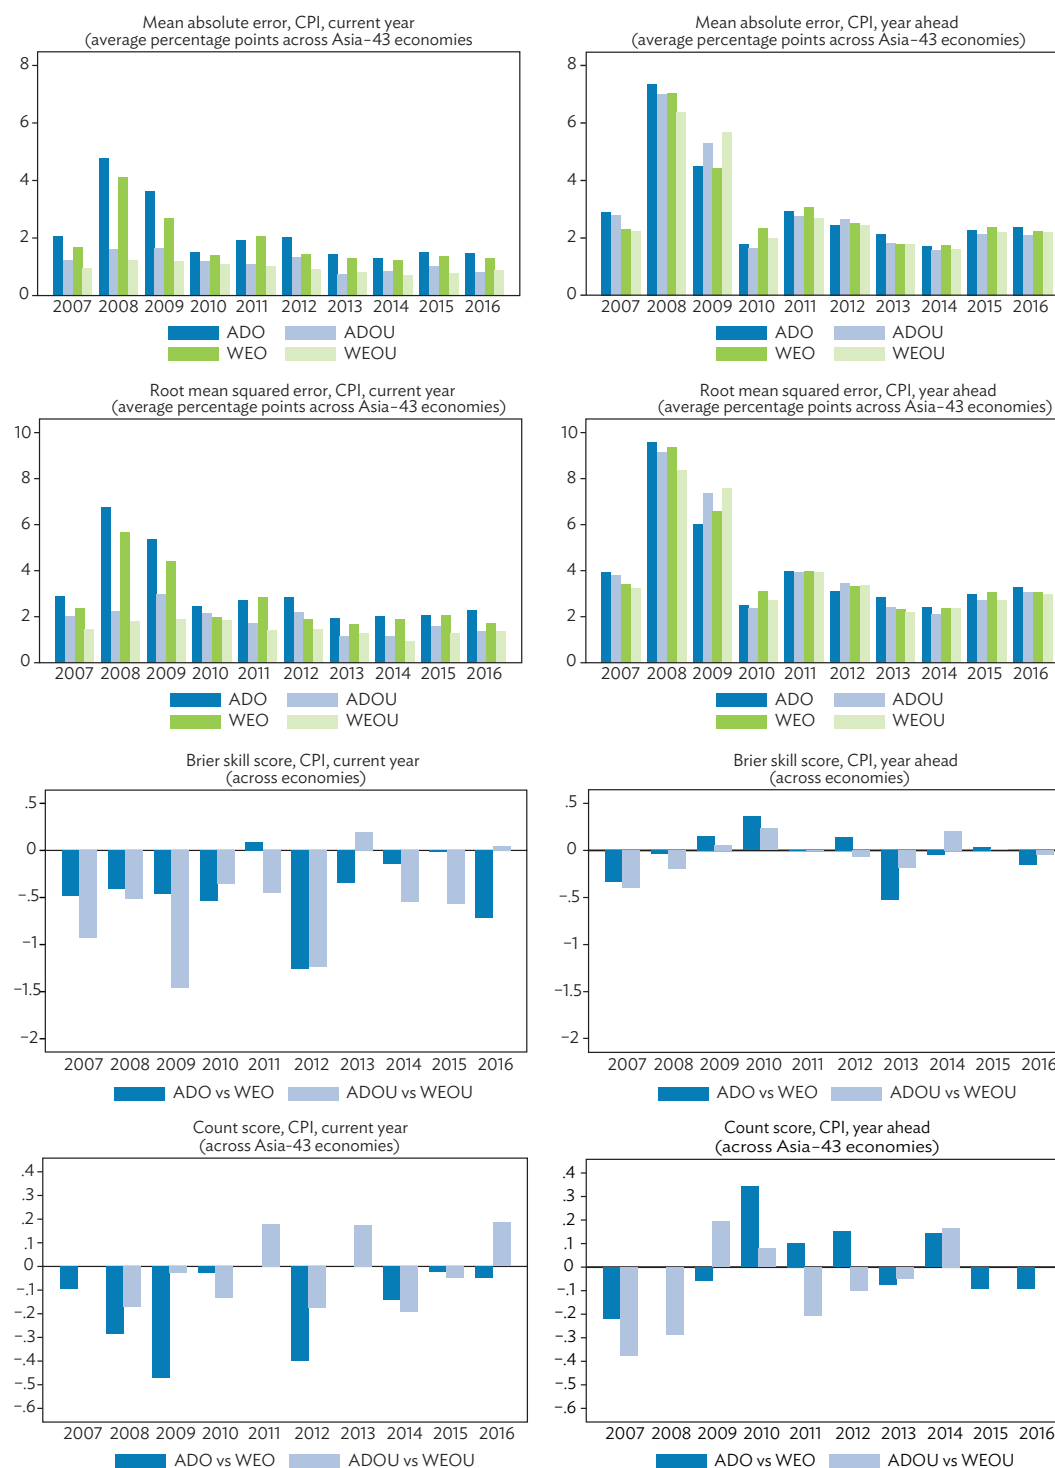 Mean absolute error, CPI, current year
(average percentage points across Asia–43 economies
8
6
4
2
0
2007 2008 2009 2010 2011 2012 2013 2014 2015 2016
ADO ADOU
WEO WEOU
Mean absolute error, CPI, year ahead
(average percentage points across Asia–43 economies)
8
6
4
2
0
2007 2008 2009 2010 2011 2012 2013 2014 2015 2016
ADO ADOU
WEO WEOU
Root mean squared error, CPI, current year
(average percentage points across Asia–43 economies)
10
8
6
4
2
0
2007 2008 2009 2010 2011 2012 2013 2014 2015 2016
ADO ADOU
WEO WEOU
Root mean squared error, CPI, year ahead
(average percentage points across Asia–43 economies)
10
8
6
4
2
0
2007 2008 2009 2010 2011 2012 2013 2014 2015 2016
ADO ADOU
WEO WEOU
Brier skill score, CPI, current year
(across economies)
.5
0
–.5
–1
–1.5
–2
2007 2008 2009 2010 2011 2012 2013 2014 2015 2016
ADO vs WEO ADOU vs WEOU
Brier skill score, CPI, year ahead
(across economies)
.5
0
–.5
–1
–1.5
–2
2007 2008 2009 2010 2011 2012 2013 2014 2015 2016
ADO vs WEO ADOU vs WEOU
Count score, CPI, current year
(across Asia–43 economies)
.4
.3
.2
.1
0
–.1
–.2
–.3
–.4
–.5
–.6
2007 2008 2009 2010 2011 2012 2013 2014 2015 2016
ADO vs WEO ADOU vs WEOU
Count score, CPI, year ahead
(across Asia–43 economies)
.4
.3
.2
.1
0
–.1
–.2
–.3
–.4
–.5
–.6
2007 2008 2009 2010 2011 2012 2013 2014 2015 2016
ADO vs WEO ADOU vs WEOU